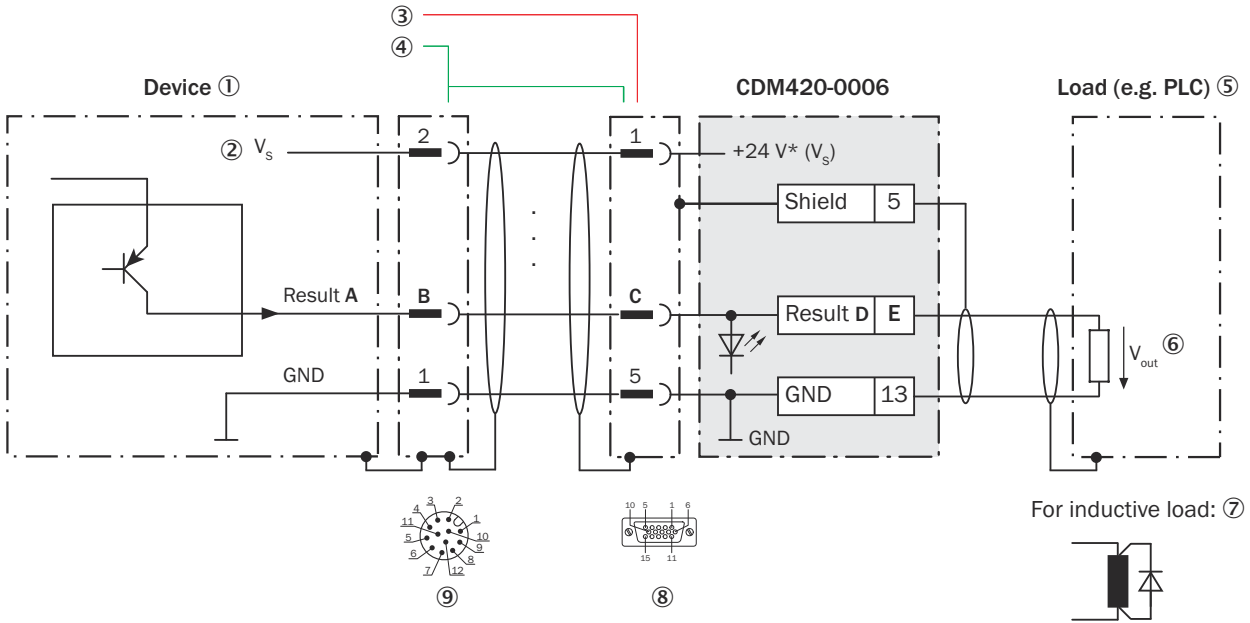 ③
④
Device ①
CDM420-0006
Load (e.g. PLC) ⑤
② Vs
2
1
+24 V* (Vs)
Shield 5
Result A
B
C
Result D E
Vout ⑥
GND
1
5
GND 13
GND
For inductive load: ⑦
3 2
4 1
11 10
5 9
6 8
7 12
10 5 1 6
15 11
⑨
⑧